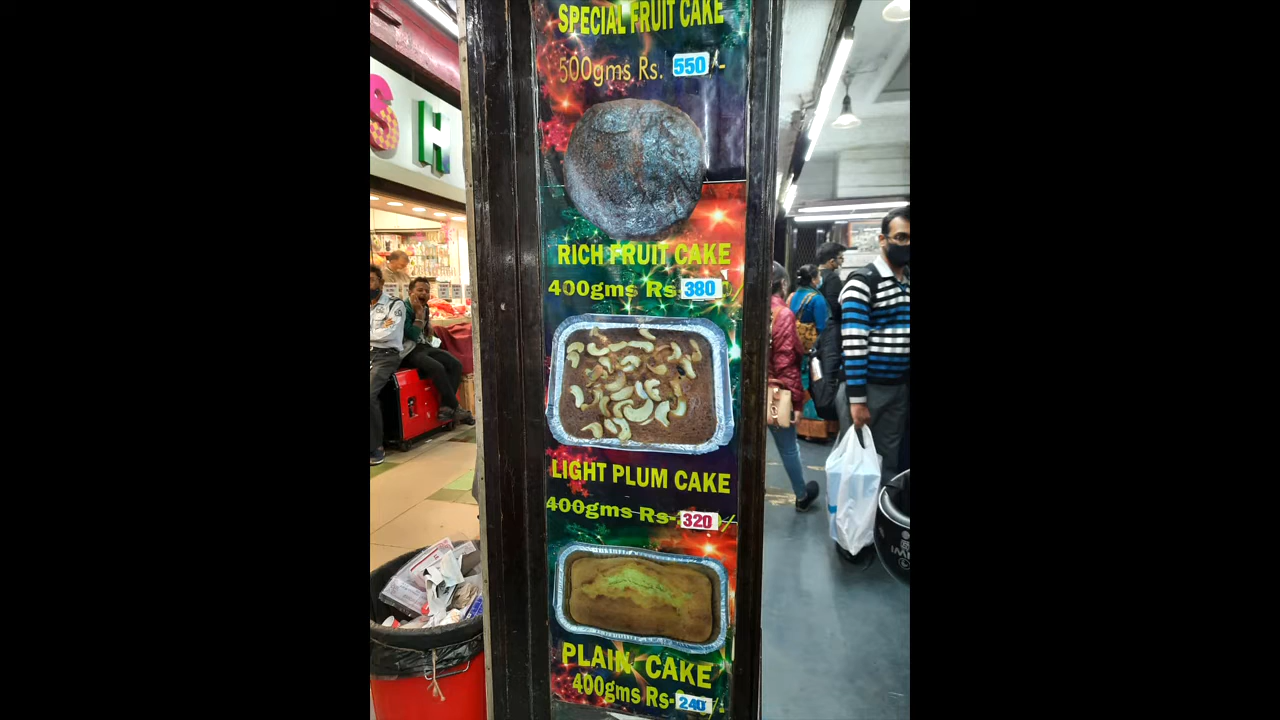 SPECIAL FRUIT CAKE
500gms Rs. 550/-
RICH FRUIT CAKE
400gms Rs- 380
LIGHT PLUM CAKE
400gms Rs- 320/-
PLAIN CAKE
400gms Rs- 240/-
SH